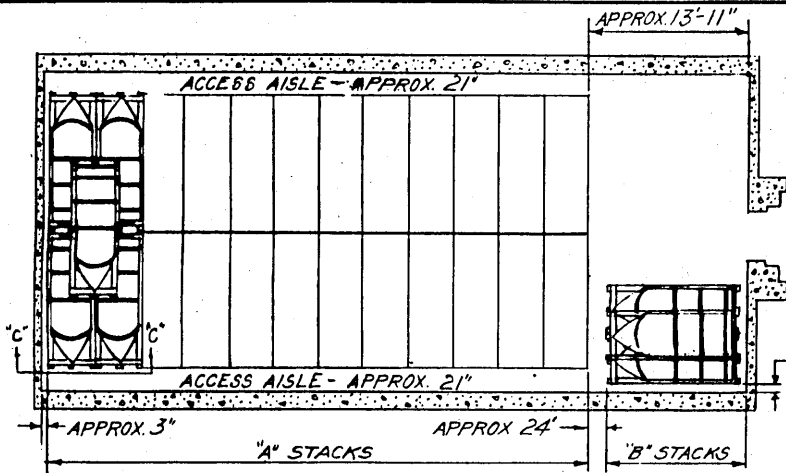 APPROX. 13'-11"
ACCESS AISLE - APPROX. 21"
"C" "C"
ACCESS AISLE - APPROX. 21"
APPROX. 3" APPROX 24'
"A" STACKS "B" STACKS